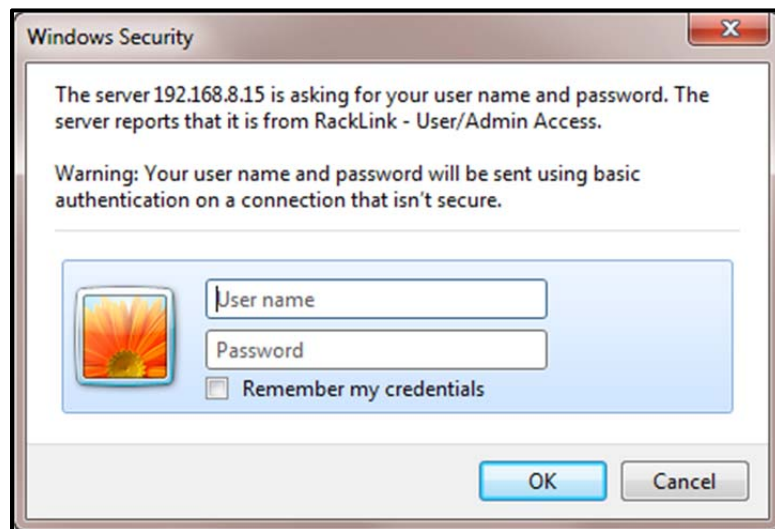 Windows Security
The server 192.168.8.15 is asking for your user name and password. The
server reports that it is from RackLink - User/Admin Access.
Warning: Your user name and password will be sent using basic
authentication on a connection that isn't secure.
User name
Password
Remember my credentials
OK
Cancel